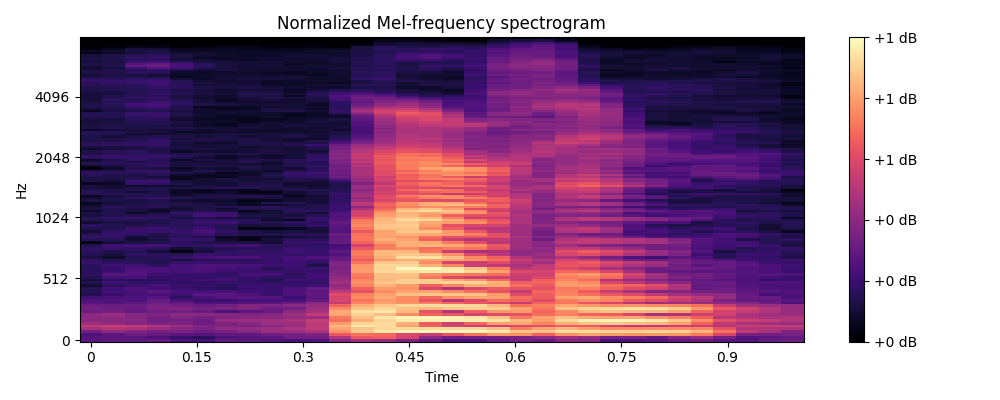 Normalized Mel-frequency spectrogram
Hz
4096
2048
1024
512
0
0 0.15 0.3 0.45 0.6 0.75 0.9
Time
+1 dB
+1 dB
+1 dB
+0 dB
+0 dB
+0 dB